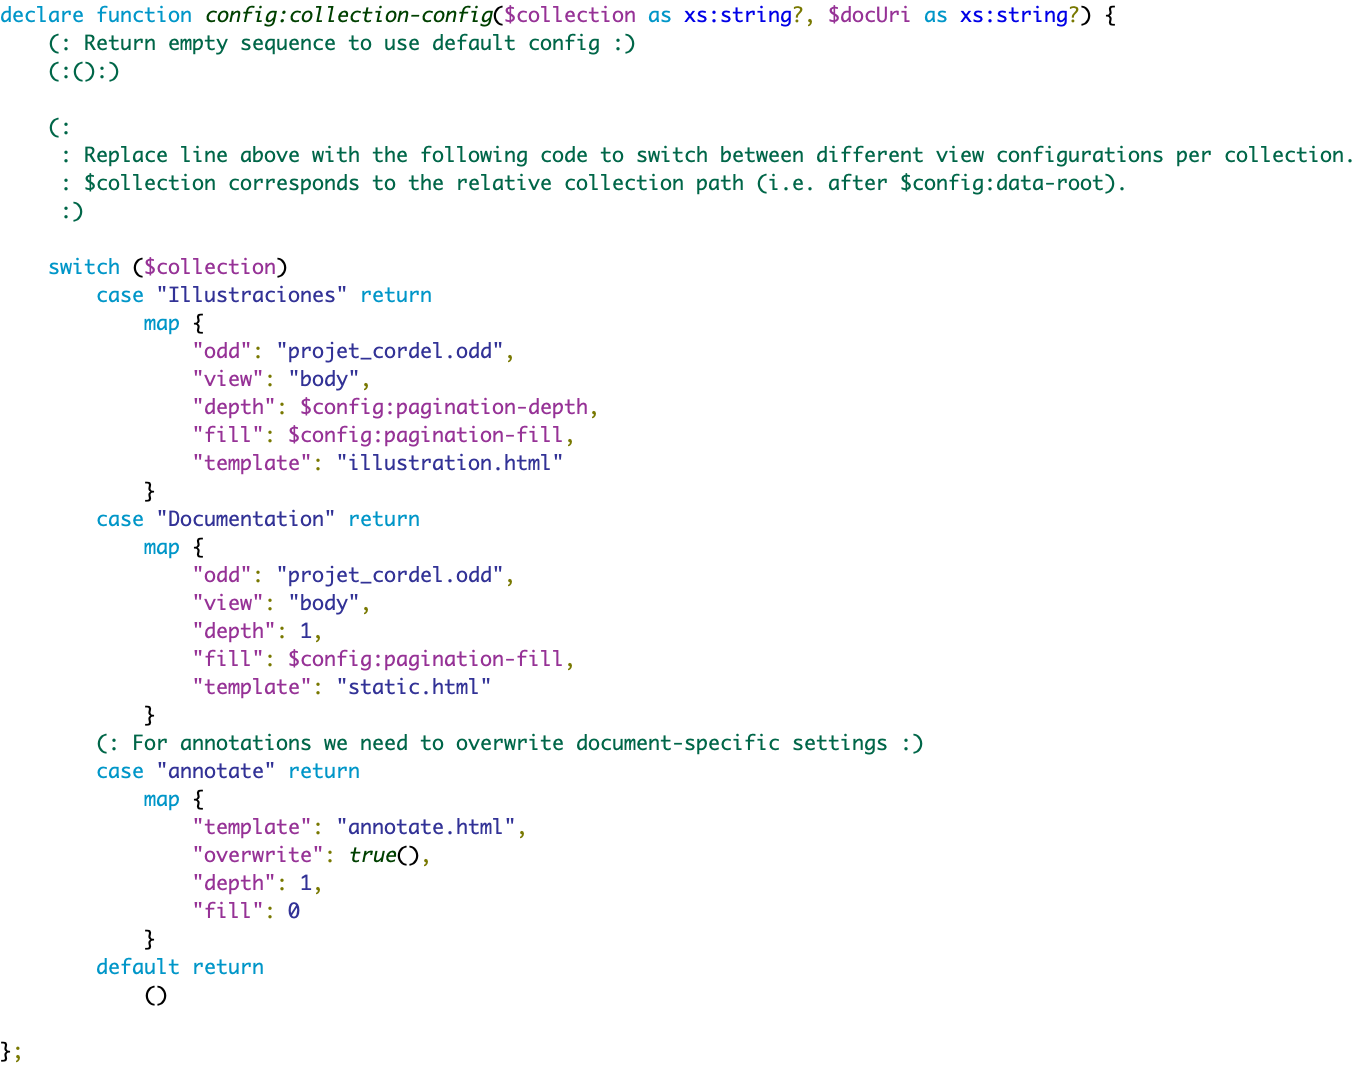 declare function config:collection-config($collection as xs:string?, $docUri as xs:string?) {
    (: Return empty sequence to use default config :)
    (:():)

    (:
     : Replace line above with the following code to switch between different view configurations per collection.
     : $collection corresponds to the relative collection path (i.e. after $config:data-root).
     :)

    switch ($collection)
        case "Illustraciones" return
            map {
                "odd": "projet_cordel.odd",
                "view": "body",
                "depth": $config:pagination-depth,
                "fill": $config:pagination-fill,
                "template": "illustration.html"
            }
        case "Documentation" return
            map {
                "odd": "projet_cordel.odd",
                "view": "body",
                "depth": 1,
                "fill": $config:pagination-fill,
                "template": "static.html"
            }
        (: For annotations we need to overwrite document-specific settings :)
        case "annotate" return
            map {
                "template": "annotate.html",
                "overwrite": true(),
                "depth": 1,
                "fill": 0
            }
        default return
            ()

};